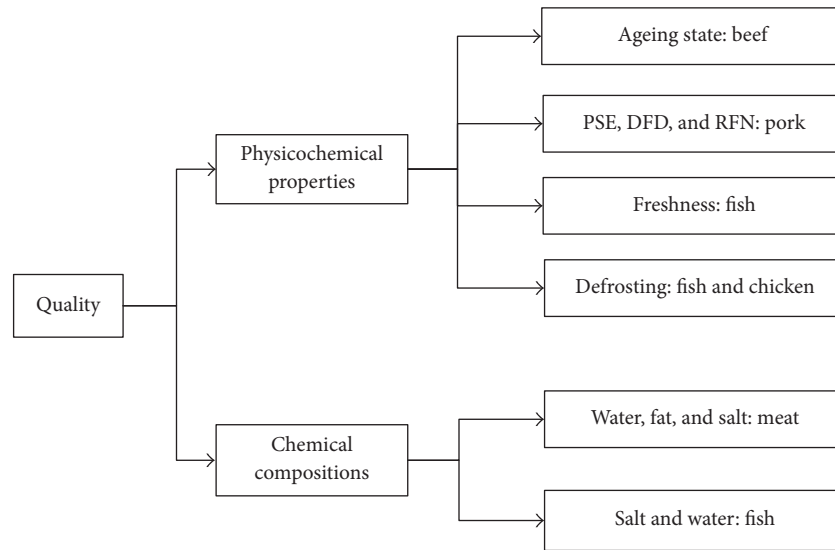 Quality
Physicochemical
properties
Ageing state: beef
PSE, DFD, and RFN: pork
Freshness: fish
Defrosting: fish and chicken
Chemical
compositions
Water, fat, and salt: meat
Salt and water: fish